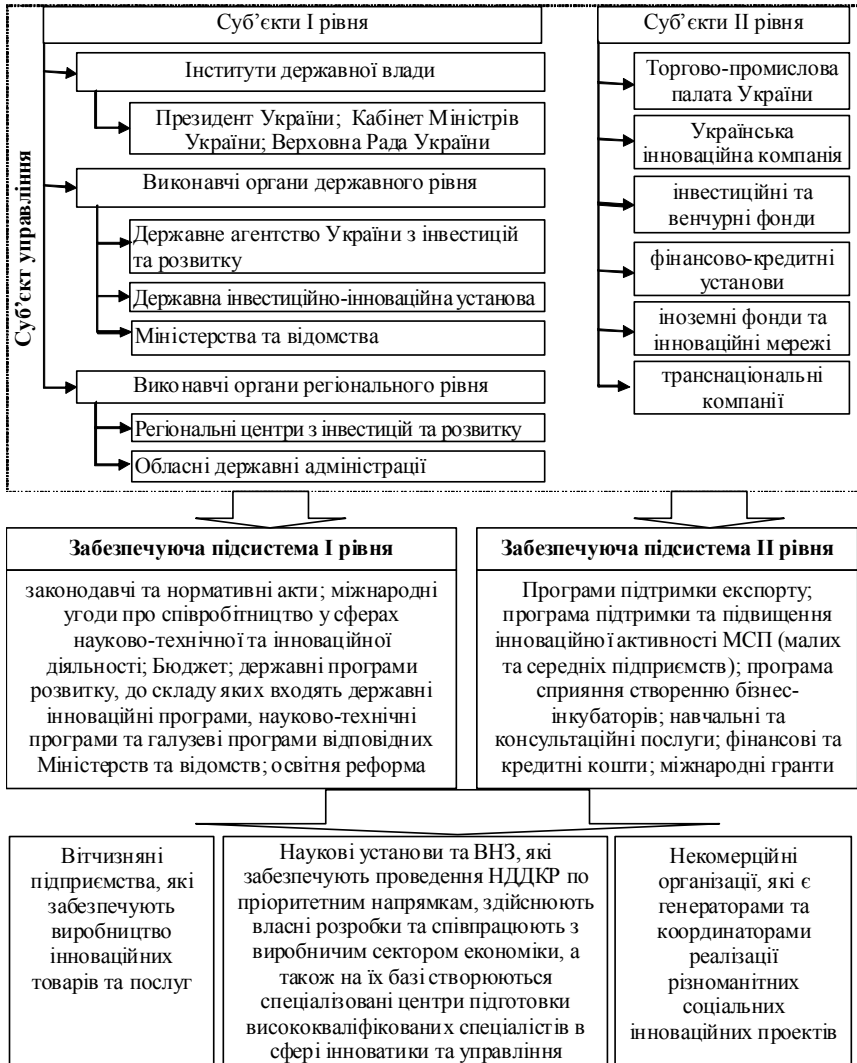 Суб’єкт управління
Суб’єкти І рівня
Інститути державної влади
Президент України; Кабінет Міністрів
України; Верховна Рада України
Виконавчі органи державного рівня
Державне агентство України з інвестицій
та розвитку
Державна інвестиційно-інноваційна установа
Міністерства та відомства
Виконавчі органи регіонального рівня
Регіональні центри з інвестицій та розвитку
Обласні державні адміністрації
Суб’єкти ІІ рівня
Торгово-промислова
палата України
Українська
інноваційна компанія
інвестиційні та
венчурні фонди
фінансово-кредитні
установи
іноземні фонди та
інноваційні мережі
транснаціональні
компанії
Забезпечуюча підсистема І рівня
законодавчі та нормативні акти; міжнародні
угоди про співробітництво у сферах
науково-технічної та інноваційної
діяльності; Бюджет; державні програми
розвитку, до складу яких входять державні
інноваційні програми, науково-технічні
програми та галузеві програми відповідних
Міністерств та відомств; освітня реформа
Забезпечуюча підсистема ІІ рівня
Програми підтримки експорту;
програма підтримки та підвищення
інноваційної активності МСП (малих
та середніх підприємств); програма
сприяння створенню бізнес-
інкубаторів; навчальні та
консультаційні послуги; фінансові та
кредитні кошти; міжнародні гранти
Вітчизняні
підприємства, які
забезпечують
виробництво
інноваційних
товарів та послуг
Наукові установи та ВНЗ, які
забезпечують проведення НДДКР по
пріоритетним напрямкам, здійснюють
власні розробки та співпрацюють з
виробничим сектором економіки, а
також на їх базі створюються
спеціалізовані центри підготовки
висококваліфікованих спеціалістів в
сфері інноватики та управління
Некомерційні
організації, які є
генераторами та
координаторами
реалізації
різноманітних
соціальних
інноваційних проектів